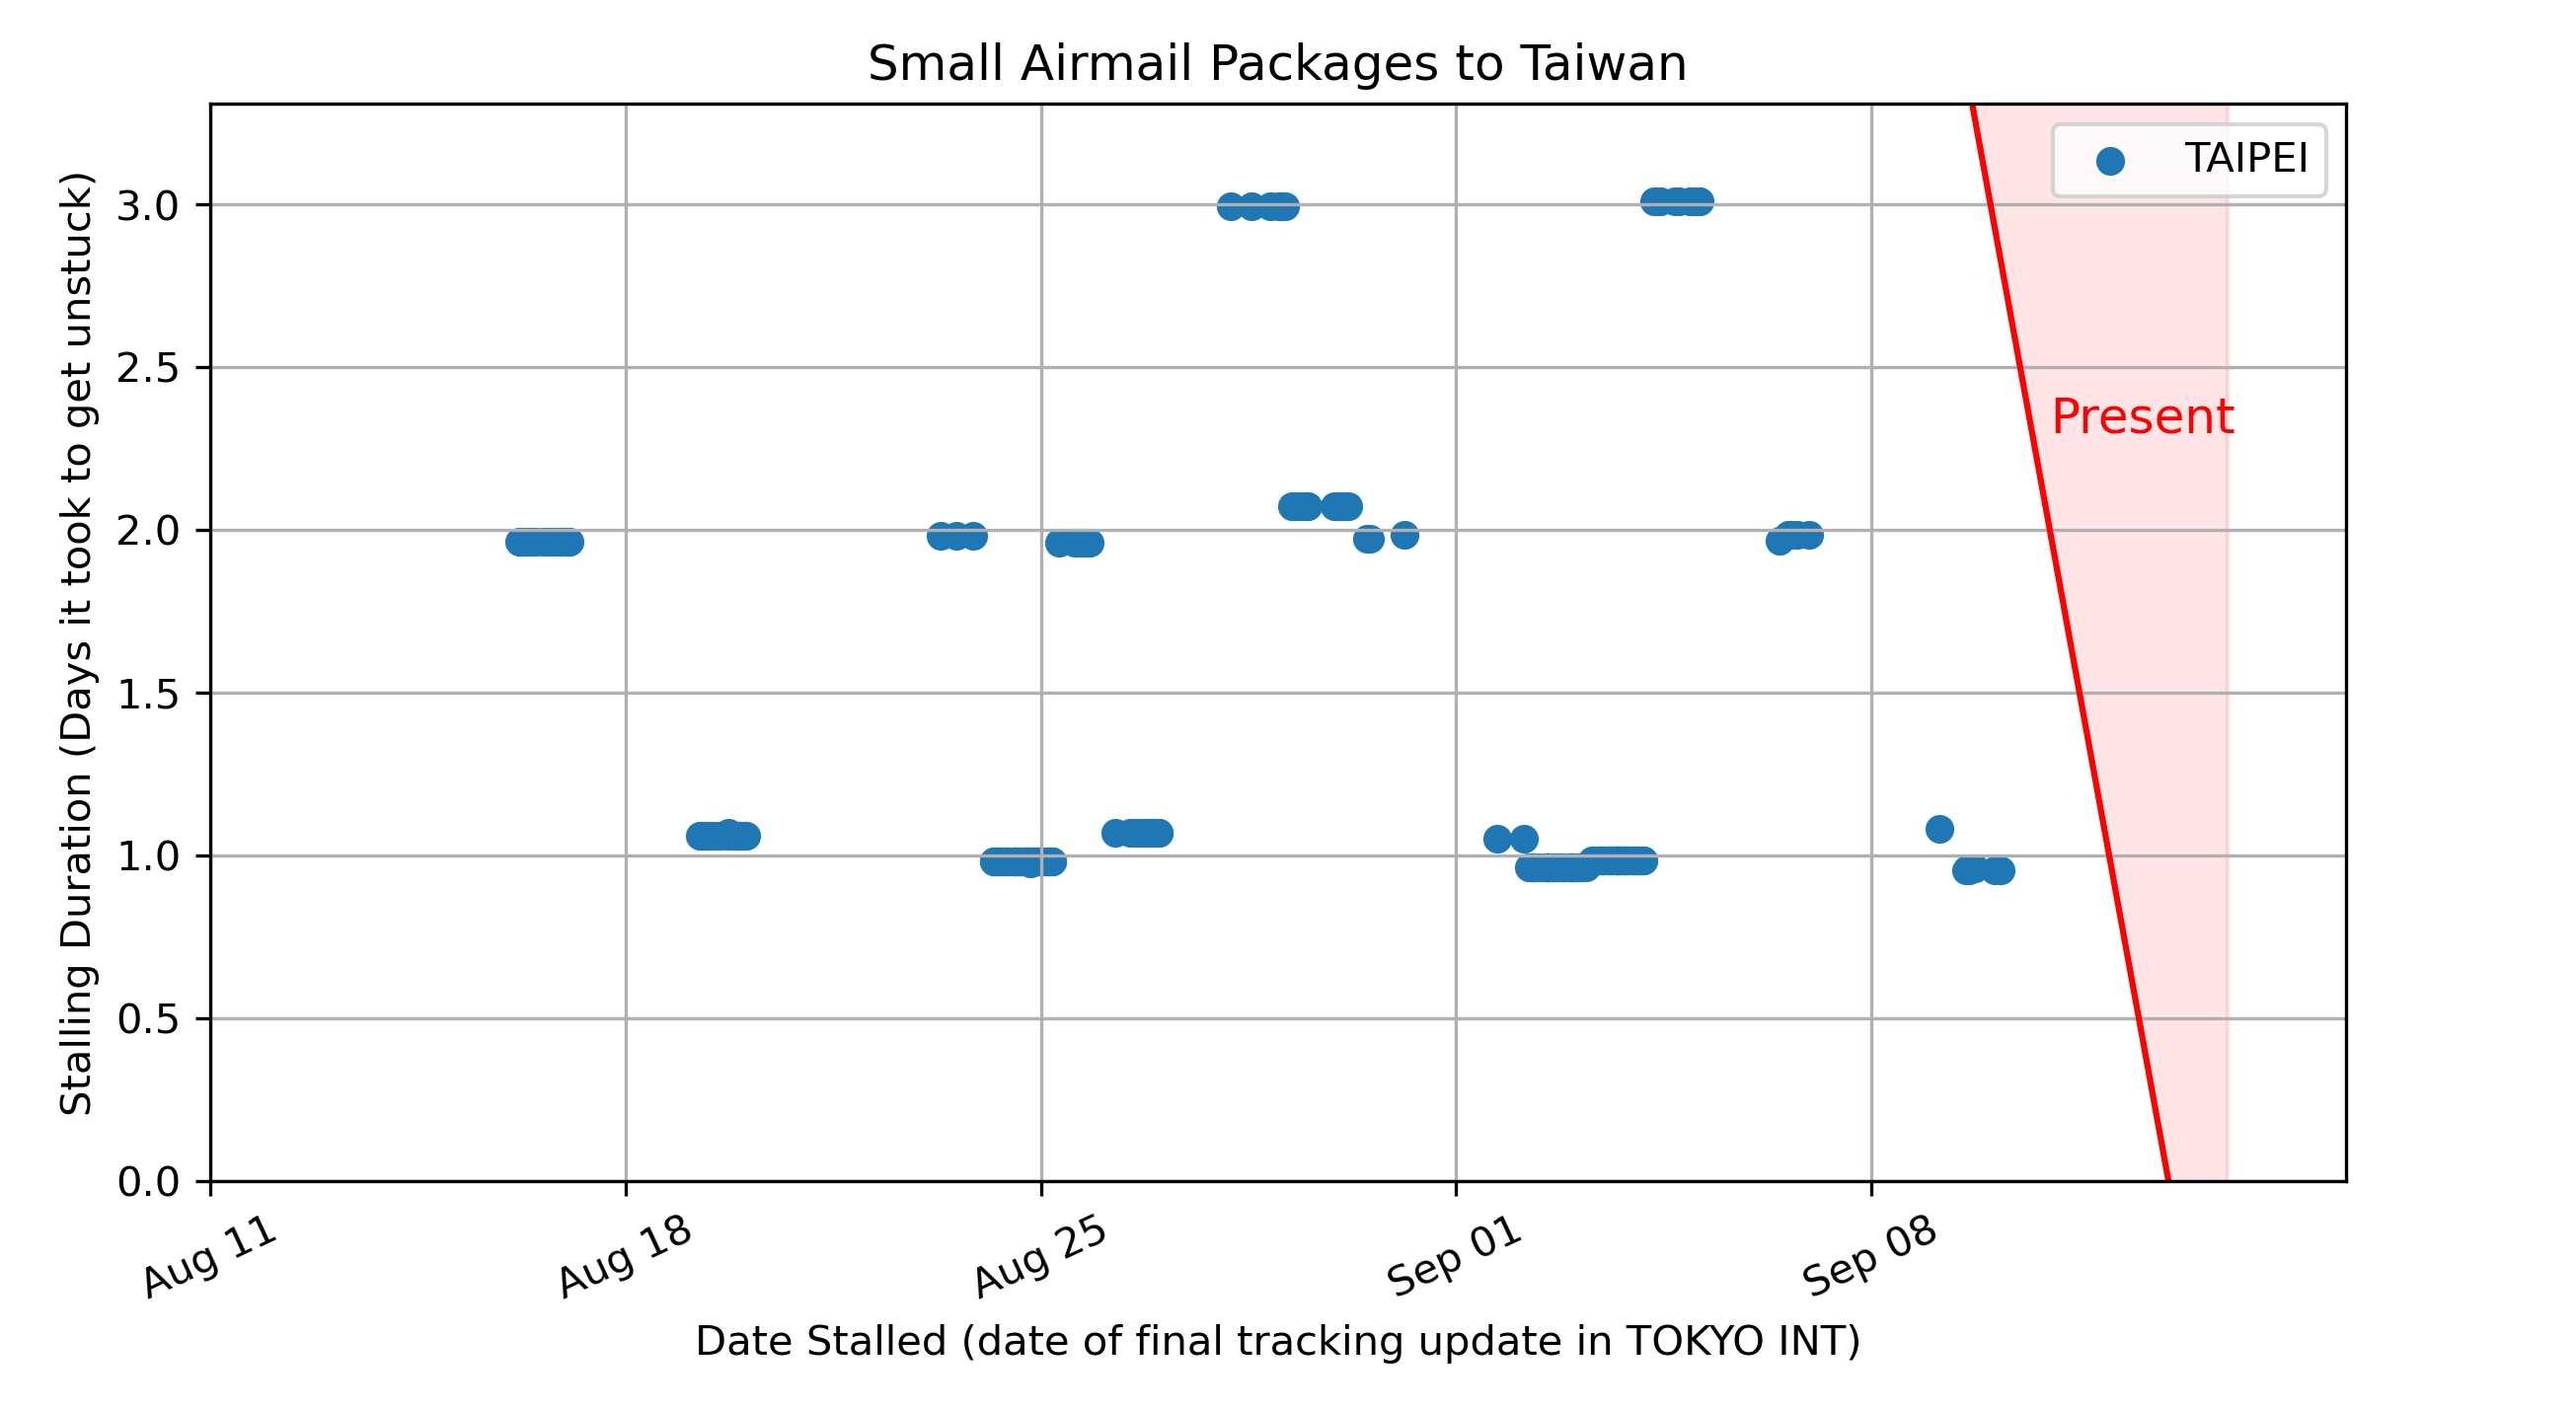 Small Airmail Packages to Taiwan
TAIPEI
Present
Stalling Duration (Days it took to get unstuck)
3.0
2.5
2.0
1.5
1.0
0.5
0.0
Aug 11
Aug 18
Aug 25
Sep 01
Sep 08
Date Stalled (date of final tracking update in TOKYO INT)